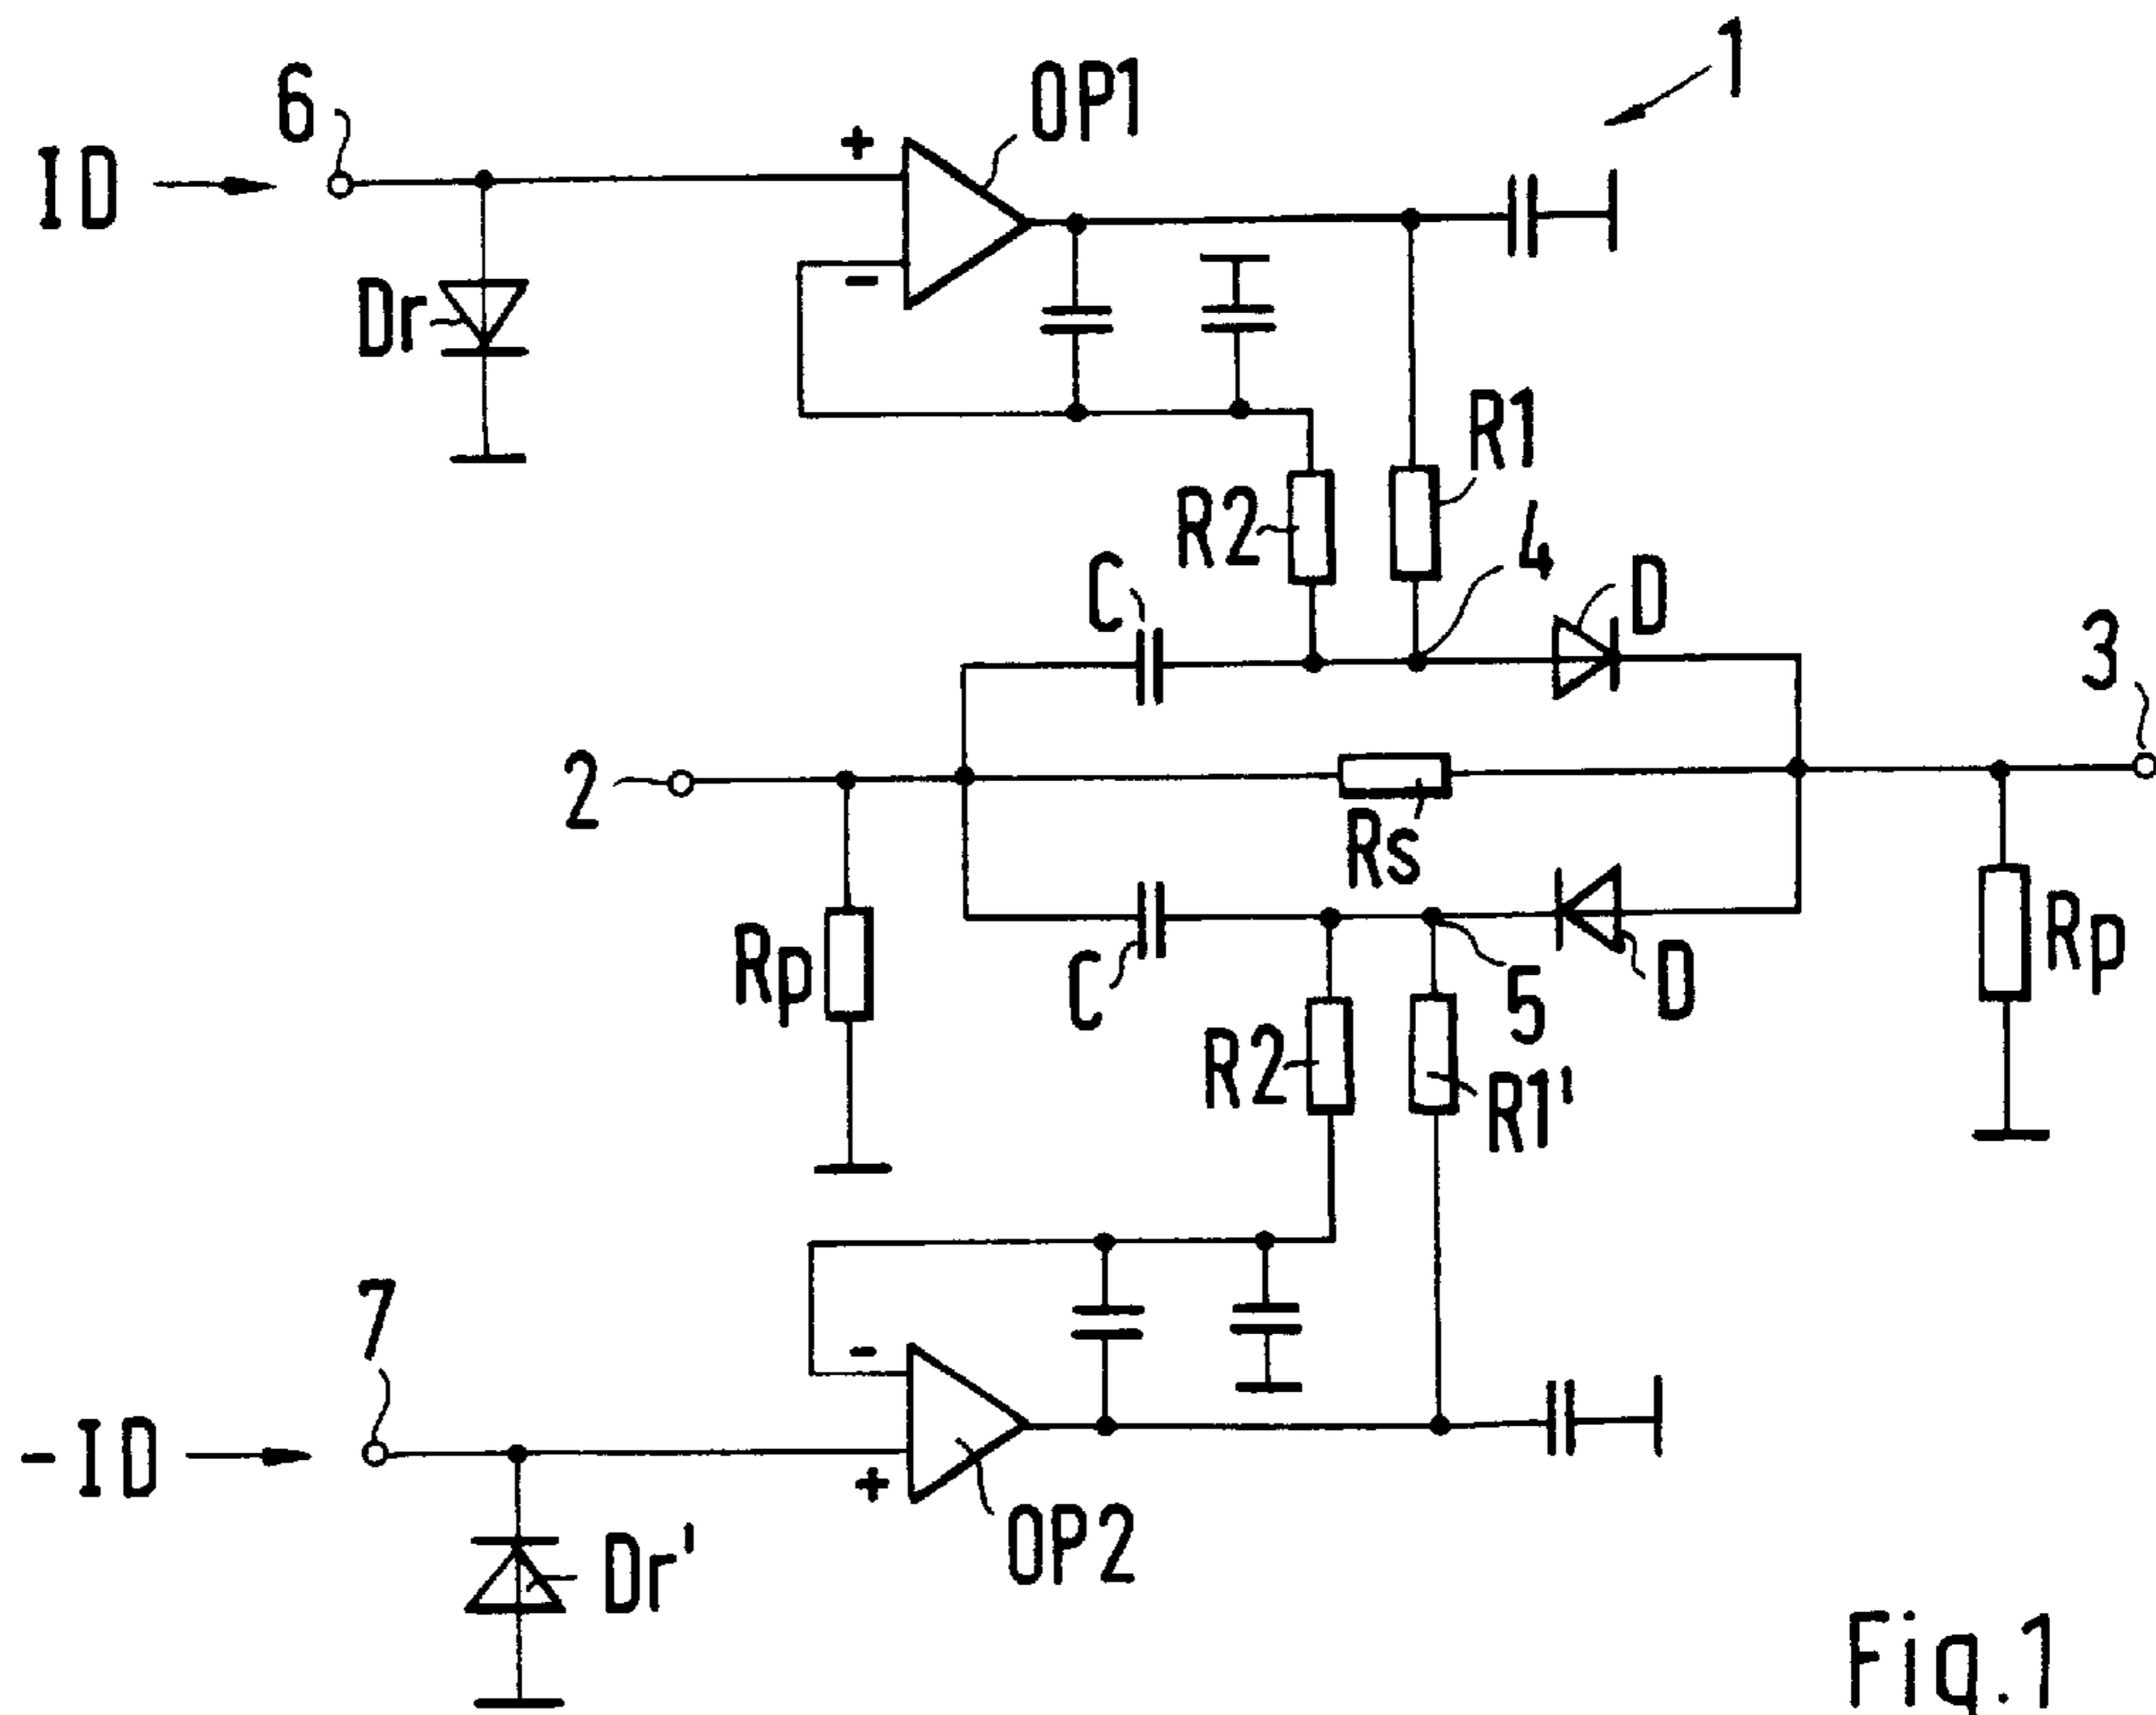 1
6
OP1
+
ID
-
Dr
R1
R2
4
C
D
3
2
Rs
Rp
Rp
C
5
D
R2
R1'
7
-
-ID
+
OP2
Dr'
Fig.1